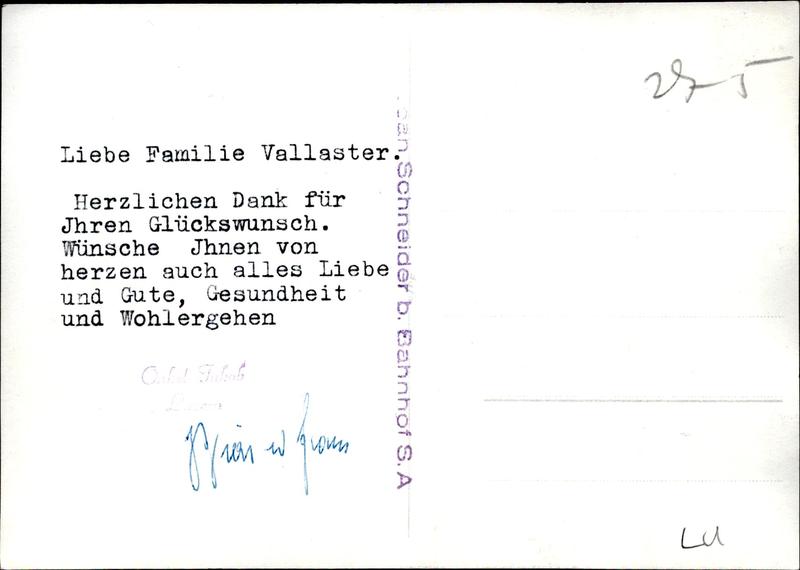 Liebe Familie Vallaster.
Herzlichen Dank für
Jhren Glückswunsch.
Wünsche Jhnen von
herzen auch alles Liebe
und Gute, Gesundheit
und Wohlergehen
Schneider b. Bahnhof S.A
Lu